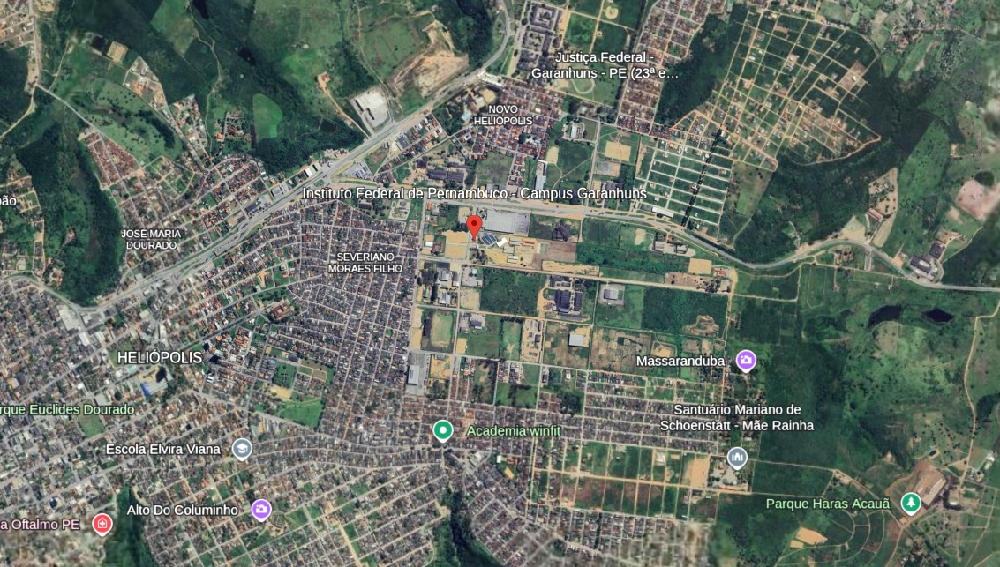 Justiça Federal -
Garanhuns - PE (23ª e...
NOVO
HELIÓPOLIS
Instituto Federal de Pernambuco - Campus Garanhuns
ão
JOSÉ MARIA
DOURADO
SEVERIANO
MORAES FILHO
HELIÓPOLIS
Massaranduba
rque Euclides Dourado
Santuário Mariano de
Schoenstatt - Mãe Rainha
Academia winfit
Escola Elvira Viana
Alto Do Columinho
Parque Haras Acauã
a Oftalmo PE